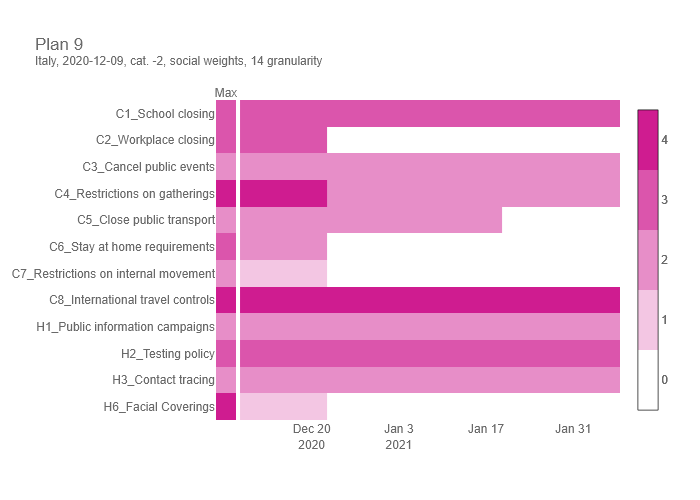 Plan 9
Italy, 2020-12-09, cat. -2, social weights, 14 granularity
Max
C1_School closing
C2_Workplace closing
C3_Cancel public events
C4_Restrictions on gatherings
C5_Close public transport
C6_Stay at home requirements
C7_Restrictions on internal movement
C8_International travel controls
H1_Public information campaigns
H2_Testing policy
H3_Contact tracing
H6_Facial Coverings
Dec 20 Jan 3 Jan 17 Jan 31
2020 2021
4
3
2
1
0